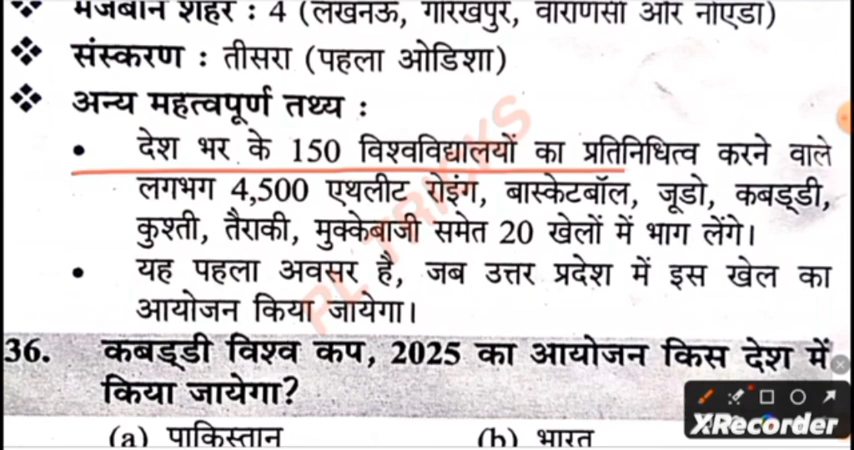 मेजबान शहर : 4 (लखनऊ, गोरखपुर, वाराणसी और नोएडा)
संस्करण : तीसरा (पहला ओडिशा)
अन्य महत्वपूर्ण तथ्य :
• देश भर के 150 विश्वविद्यालयों का प्रतिनिधित्व करने वाले
लगभग 4,500 एथलीट रोइंग, बास्केटबॉल, जूडो, कबड्डी,
कुश्ती, तैराकी, मुक्केबाजी समेत 20 खेलों में भाग लेंगे।
• यह पहला अवसर है, जब उत्तर प्रदेश में इस खेल का
आयोजन किया जायेगा।
36. कबड्डी विश्व कप, 2025 का आयोजन किस देश में
किया जायेगा?
(a) पाकिस्तान (b) भारत
PL TRICKS
XRecorder